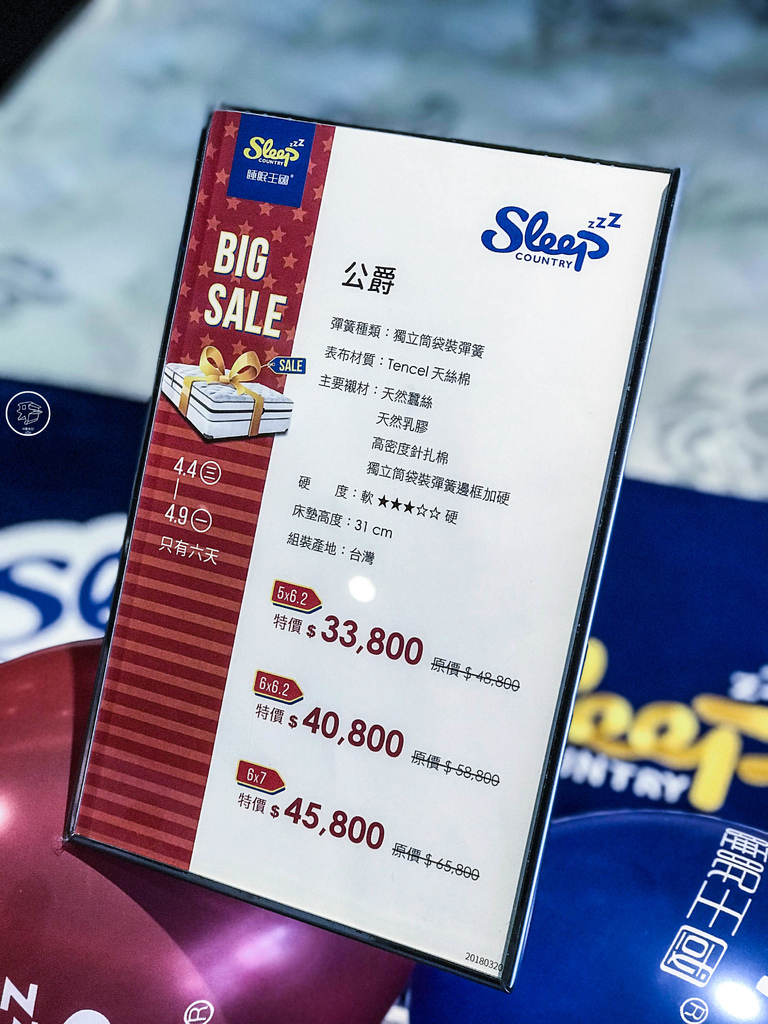 Sleep zzz
COUNTRY
睡眠王國®
BIG
SALE
SALE
4.4㊂
|
4.9㊀
只有六天
Sleep zzz
COUNTRY
公爵
彈簧種類：獨立筒袋裝彈簧
表布材質：Tencel 天絲棉
主要襯材：天然蠶絲
天然乳膠
高密度針扎棉
獨立筒袋裝彈簧邊框加硬
硬 度：軟 ★★★☆☆ 硬
床墊高度：31 cm
組裝產地：台灣
5x6.2
特價 $ 33,800 原價 $ 48,800
6x6.2
特價 $ 40,800 原價 $ 58,800
6x7
特價 $ 45,800 原價 $ 65,800
20180320
睡眠王國
®
®